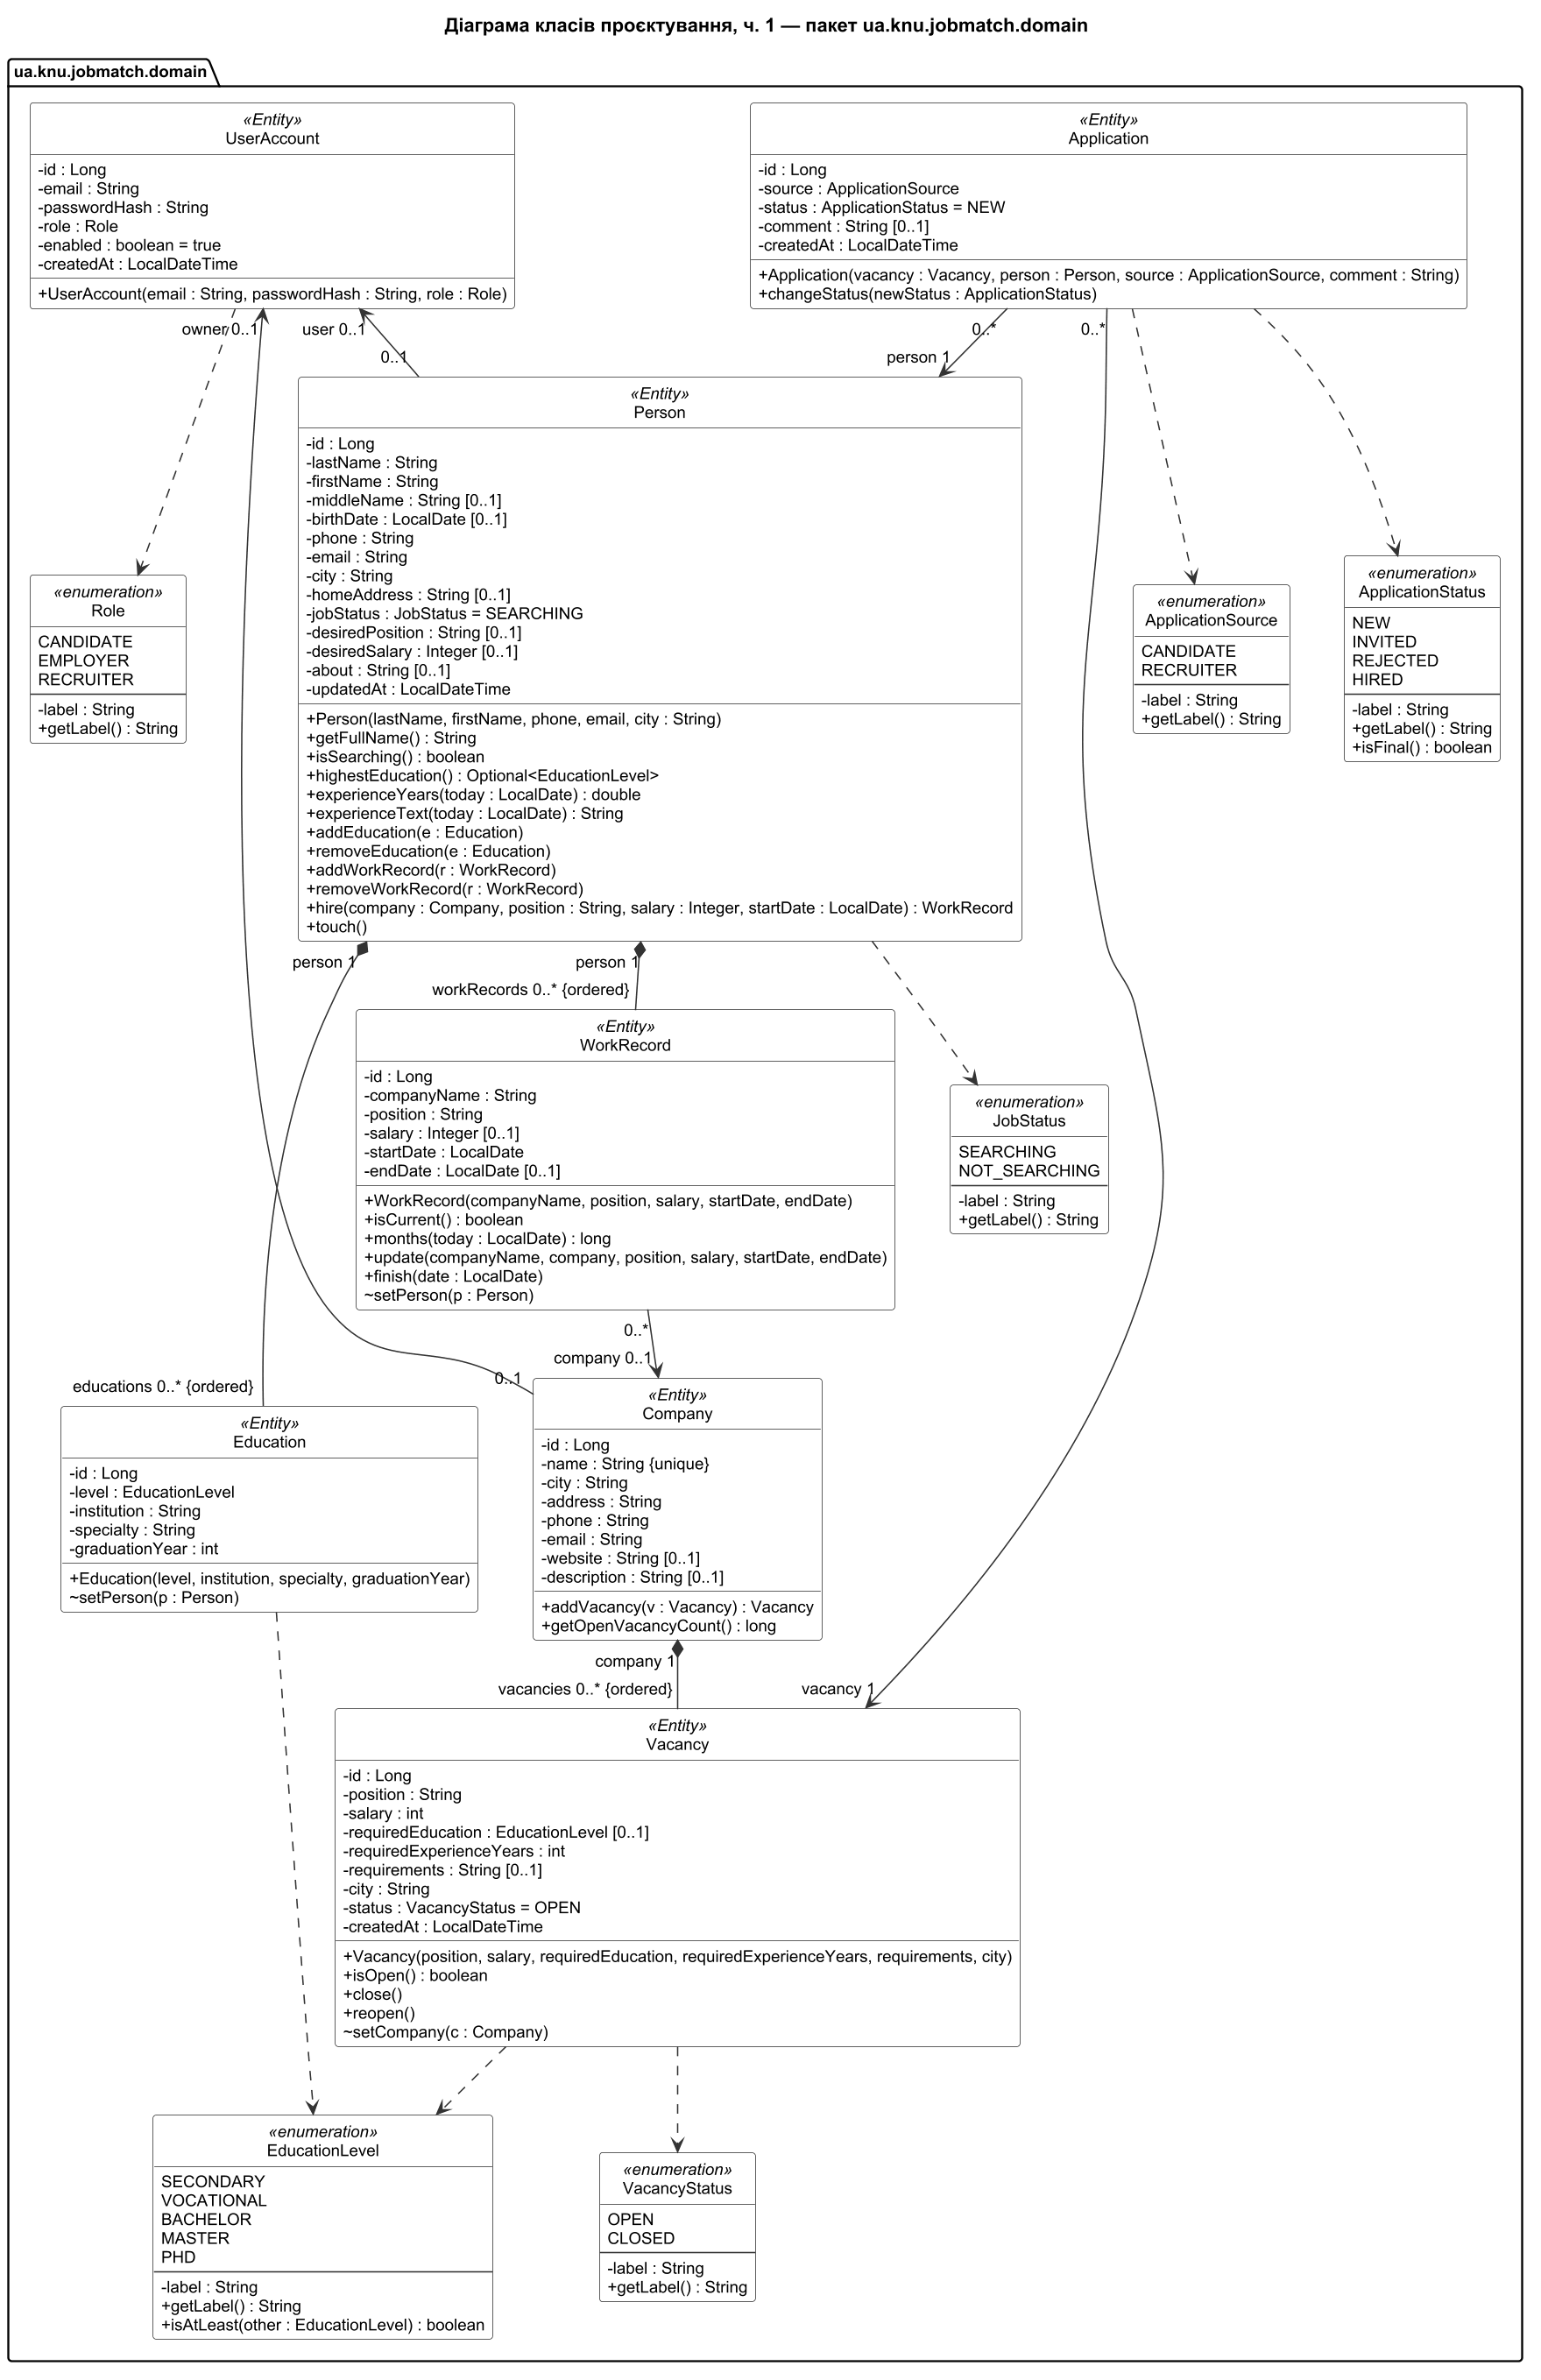 Діаграма класів проєктування, ч. 1 — пакет ua.knu.jobmatch.domain
ua.knu.jobmatch.domain
«Entity»
UserAccount
-id : Long
-email : String
-passwordHash : String
-role : Role
-enabled : boolean = true
-createdAt : LocalDateTime
+UserAccount(email : String, passwordHash : String, role : Role)
«Entity»
Application
-id : Long
-source : ApplicationSource
-status : ApplicationStatus = NEW
-comment : String [0..1]
-createdAt : LocalDateTime
+Application(vacancy : Vacancy, person : Person, source : ApplicationSource, comment : String)
+changeStatus(newStatus : ApplicationStatus)
owner 0..1
user 0..1
0..1
0..*
person 1
0..*
«Entity»
Person
-id : Long
-lastName : String
-firstName : String
-middleName : String [0..1]
-birthDate : LocalDate [0..1]
-phone : String
-email : String
-city : String
-homeAddress : String [0..1]
-jobStatus : JobStatus = SEARCHING
-desiredPosition : String [0..1]
-desiredSalary : Integer [0..1]
-about : String [0..1]
-updatedAt : LocalDateTime
+Person(lastName, firstName, phone, email, city : String)
+getFullName() : String
+isSearching() : boolean
+highestEducation() : Optional<EducationLevel>
+experienceYears(today : LocalDate) : double
+experienceText(today : LocalDate) : String
+addEducation(e : Education)
+removeEducation(e : Education)
+addWorkRecord(r : WorkRecord)
+removeWorkRecord(r : WorkRecord)
+hire(company : Company, position : String, salary : Integer, startDate : LocalDate) : WorkRecord
+touch()
«enumeration»
Role
CANDIDATE
EMPLOYER
RECRUITER
-label : String
+getLabel() : String
«enumeration»
ApplicationSource
CANDIDATE
RECRUITER
-label : String
+getLabel() : String
«enumeration»
ApplicationStatus
NEW
INVITED
REJECTED
HIRED
-label : String
+getLabel() : String
+isFinal() : boolean
person 1
person 1
workRecords 0..* {ordered}
«Entity»
WorkRecord
-id : Long
-companyName : String
-position : String
-salary : Integer [0..1]
-startDate : LocalDate
-endDate : LocalDate [0..1]
+WorkRecord(companyName, position, salary, startDate, endDate)
+isCurrent() : boolean
+months(today : LocalDate) : long
+update(companyName, company, position, salary, startDate, endDate)
+finish(date : LocalDate)
~setPerson(p : Person)
«enumeration»
JobStatus
SEARCHING
NOT_SEARCHING
-label : String
+getLabel() : String
0..*
company 0..1
0..1
educations 0..* {ordered}
«Entity»
Education
-id : Long
-level : EducationLevel
-institution : String
-specialty : String
-graduationYear : int
+Education(level, institution, specialty, graduationYear)
~setPerson(p : Person)
«Entity»
Company
-id : Long
-name : String {unique}
-city : String
-address : String
-phone : String
-email : String
-website : String [0..1]
-description : String [0..1]
+addVacancy(v : Vacancy) : Vacancy
+getOpenVacancyCount() : long
company 1
vacancies 0..* {ordered}
vacancy 1
«Entity»
Vacancy
-id : Long
-position : String
-salary : int
-requiredEducation : EducationLevel [0..1]
-requiredExperienceYears : int
-requirements : String [0..1]
-city : String
-status : VacancyStatus = OPEN
-createdAt : LocalDateTime
+Vacancy(position, salary, requiredEducation, requiredExperienceYears, requirements, city)
+isOpen() : boolean
+close()
+reopen()
~setCompany(c : Company)
«enumeration»
EducationLevel
SECONDARY
VOCATIONAL
BACHELOR
MASTER
PHD
-label : String
+getLabel() : String
+isAtLeast(other : EducationLevel) : boolean
«enumeration»
VacancyStatus
OPEN
CLOSED
-label : String
+getLabel() : String